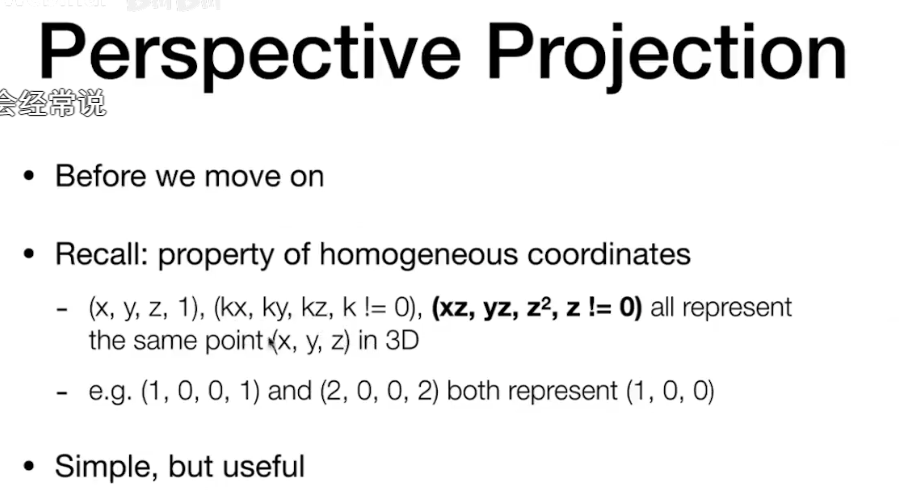 Perspective Projection
会经常说
• Before we move on
• Recall: property of homogeneous coordinates
- (x, y, z, 1), (kx, ky, kz, k != 0), (xz, yz, z², z != 0) all represent
the same point (x, y, z) in 3D
- e.g. (1, 0, 0, 1) and (2, 0, 0, 2) both represent (1, 0, 0)
• Simple, but useful